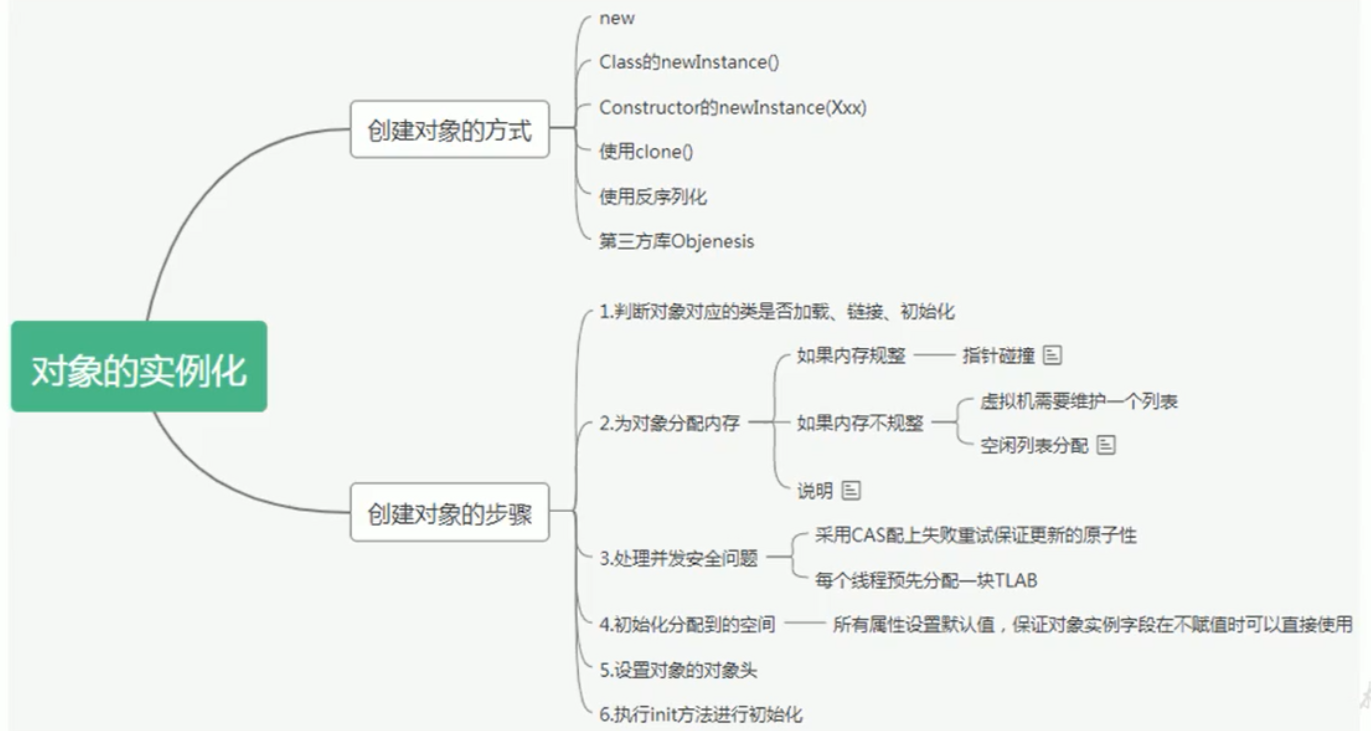 new
Class的newInstance()
Constructor的newInstance(Xxx)
创建对象的方式
使用clone()
使用反序列化
第三方库Objenesis
对象的实例化
1.判断对象对应的类是否加载、链接、初始化
如果内存规整
指针碰撞
2.为对象分配内存
如果内存不规整
虚拟机需要维护一个列表
空闲列表分配
说明
创建对象的步骤
3.处理并发安全问题
采用CAS配上失败重试保证更新的原子性
每个线程预先分配一块TLAB
4.初始化分配到的空间
所有属性设置默认值，保证对象实例字段在不赋值时可以直接使用
5.设置对象的对象头
6.执行init方法进行初始化